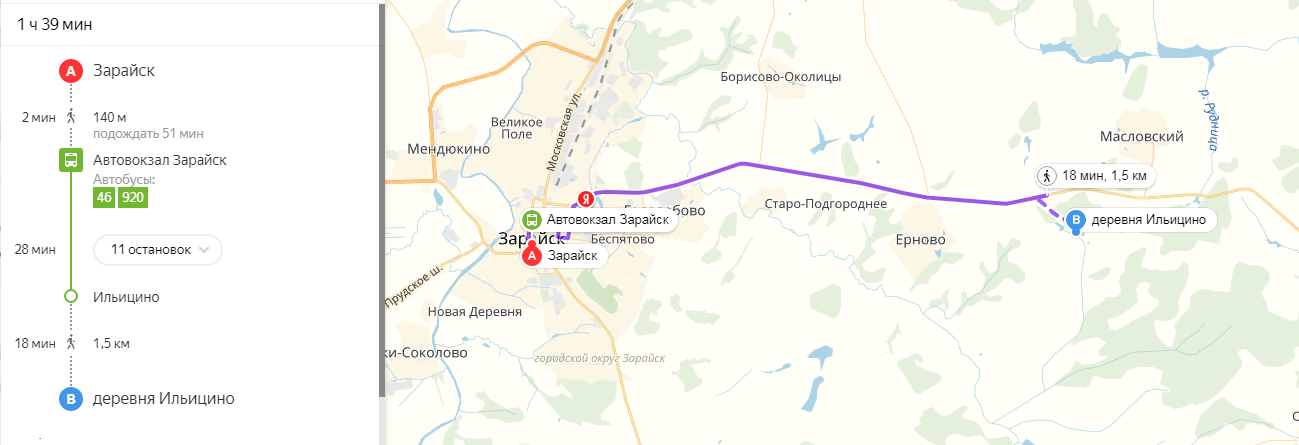 1 ч 39 мин
A
Зарайск
2 мин
140 м
подождать 51 мин
Автовокзал Зарайск
Автобусы:
46 920
28 мин
11 остановок
Ильицино
18 мин
1,5 км
B
деревня Ильицино
Борисово-Околицы
р. Рудница
Московская ул.
Великое
Поле
Масловский
Мендюкино
18 мин, 1,5 км
Я
Старо-Подгороднее
Автовокзал Зарайск
B
деревня Ильицино
Зарайск
Беспятово
Ерново
A
Зарайск
Прудское ш.
Новая Деревня
ки-Соколово
городской округ Зарайск
С